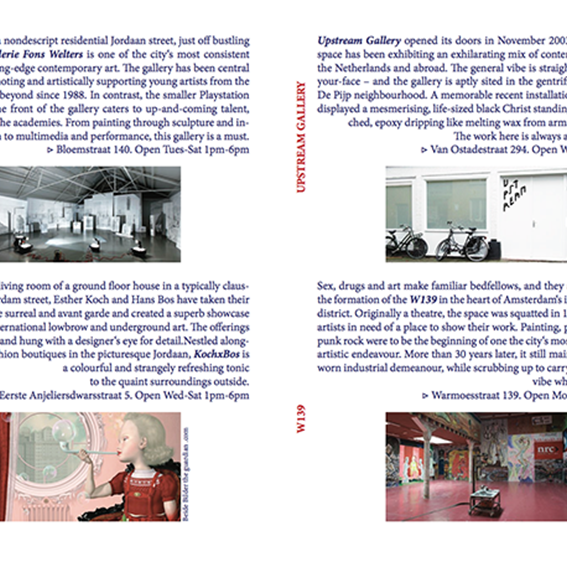 nondescript residential Jordaan street, just off bustling
lerie Fons Welters is one of the city's most consistent
ng-edge contemporary art. The gallery has been central
noting and artistically supporting young artists from the
beyond since 1988. In contrast, the smaller Playstation
e front of the gallery caters to up-and-coming talent,
he academies. From painting through sculpture and in-
n to multimedia and performance, this gallery is a must.
▷ Bloemstraat 140. Open Tues-Sat 1pm-6pm
living room of a ground floor house in a typically claus-
rdam street, Esther Koch and Hans Bos have taken their
e surreal and avant garde and created a superb showcase
ernational lowbrow and underground art. The offerings
and hung with a designer's eye for detail.Nestled along-
hion boutiques in the picturesque Jordaan, KochxBos is
a colourful and strangely refreshing tonic
to the quaint surroundings outside.
Eerste Anjeliersdwarsstraat 5. Open Wed-Sat 1pm-6pm
Beide Bilder the guardian .com
UPSTREAM GALLERY
Upstream Gallery opened its doors in November 2003
space has been exhibiting an exhilarating mix of conte
the Netherlands and abroad. The general vibe is straigh
your-face – and the gallery is aptly sited in the gentrif
De Pijp neighbourhood. A memorable recent installatio
displayed a mesmerising, life-sized black Christ standin
ched, epoxy dripping like melting wax from arm
The work here is always a
▷ Van Ostadestraat 294. Open W
UPSTREAM
W139
Sex, drugs and art make familiar bedfellows, and they
the formation of the W139 in the heart of Amsterdam's i
district. Originally a theatre, the space was squatted in 1
artists in need of a place to show their work. Painting, p
punk rock were to be the beginning of one the city's mos
artistic endeavour. More than 30 years later, it still mai
worn industrial demeanour, while scrubbing up to carry
vibe wh
▷ Warmoesstraat 139. Open Mo
nrc